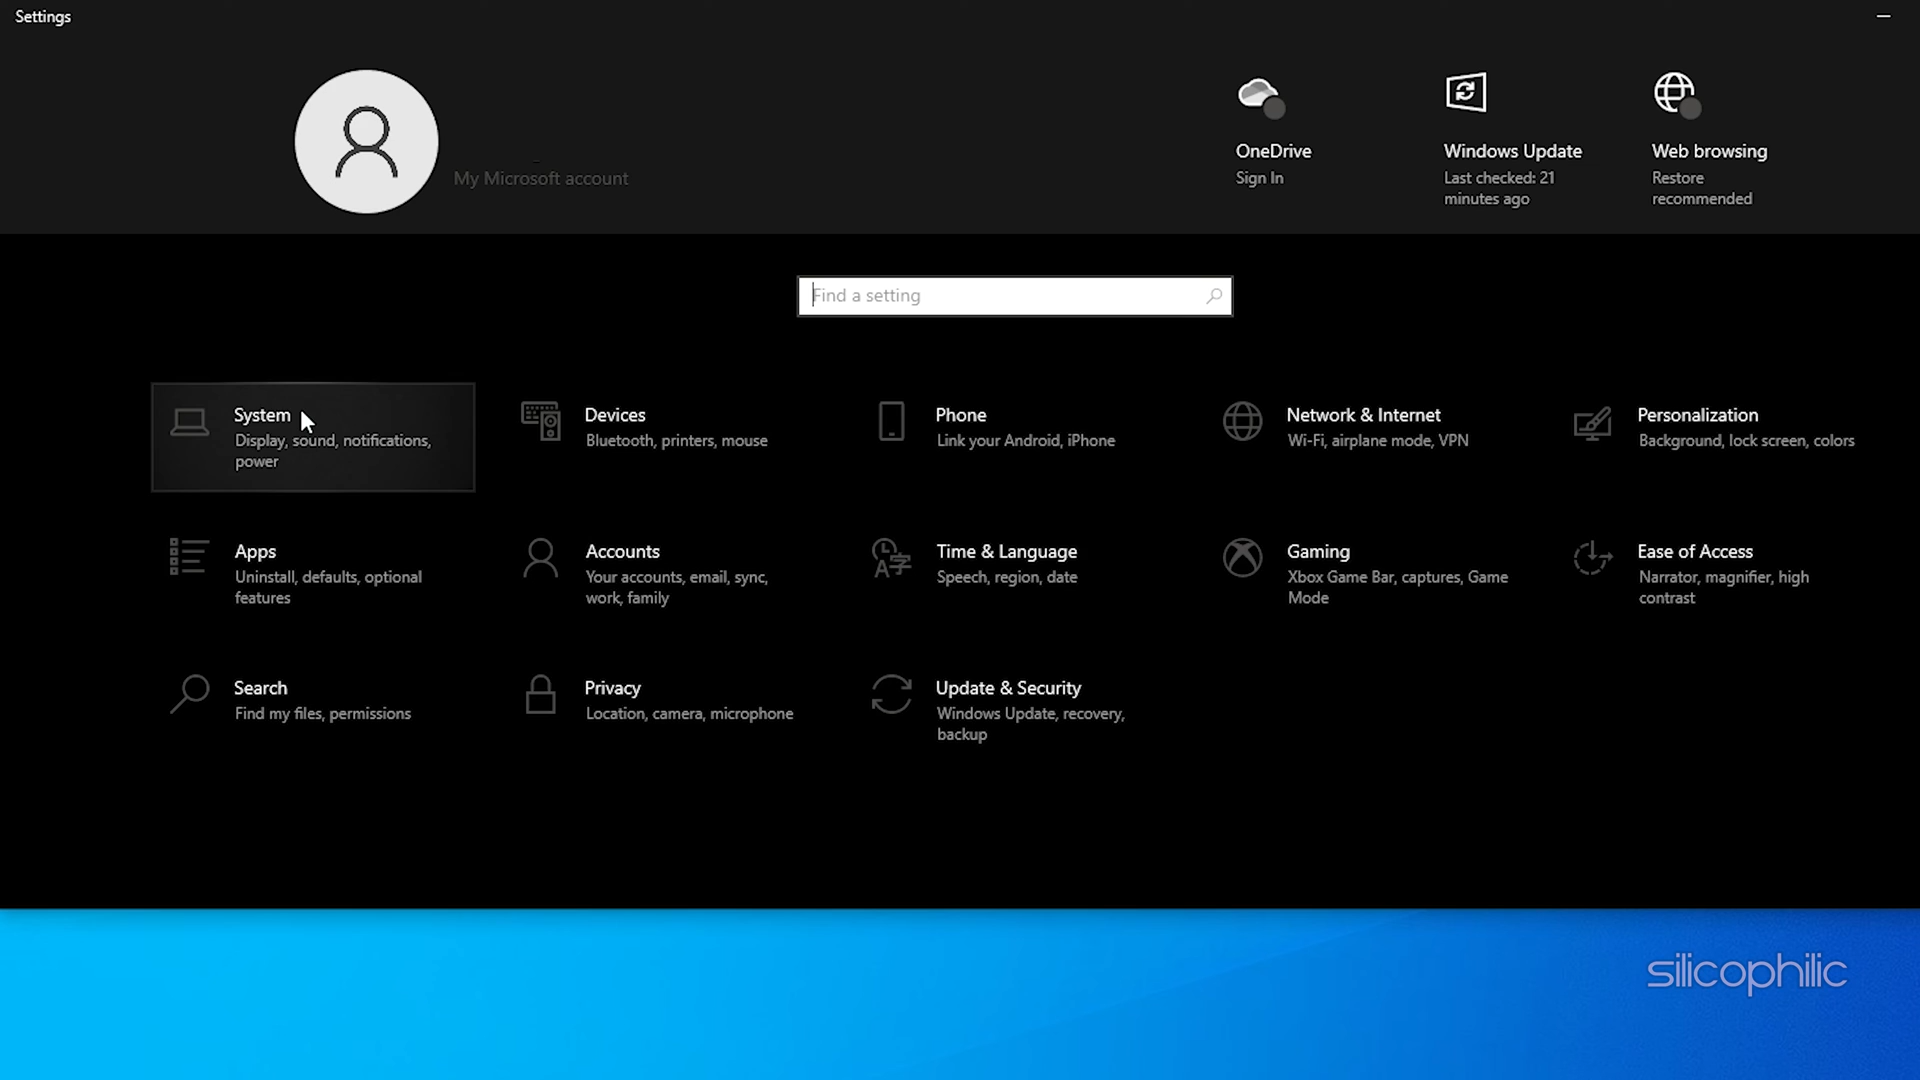 Settings
My Microsoft account
OneDrive
Sign In
Windows Update
Last checked: 21
minutes ago
Web browsing
Restore
recommended
Find a setting
System
Display, sound, notifications,
power
Devices
Bluetooth, printers, mouse
Phone
Link your Android, iPhone
Network & Internet
Wi-Fi, airplane mode, VPN
Personalization
Background, lock screen, colors
Apps
Uninstall, defaults, optional
features
Accounts
Your accounts, email, sync,
work, family
Time & Language
Speech, region, date
Gaming
Xbox Game Bar, captures, Game
Mode
Ease of Access
Narrator, magnifier, high
contrast
Search
Find my files, permissions
Privacy
Location, camera, microphone
Update & Security
Windows Update, recovery,
backup
silicophilic